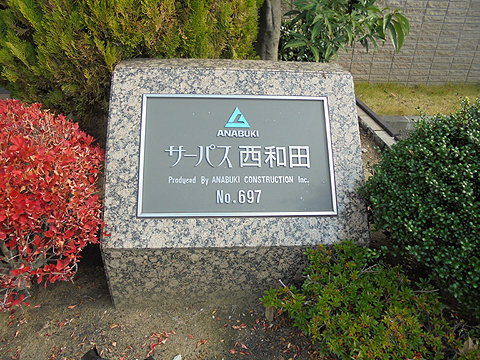 ANABUKI
サーパス西和田
Produced By ANABUKI CONSTRUCTION Inc.
No.697